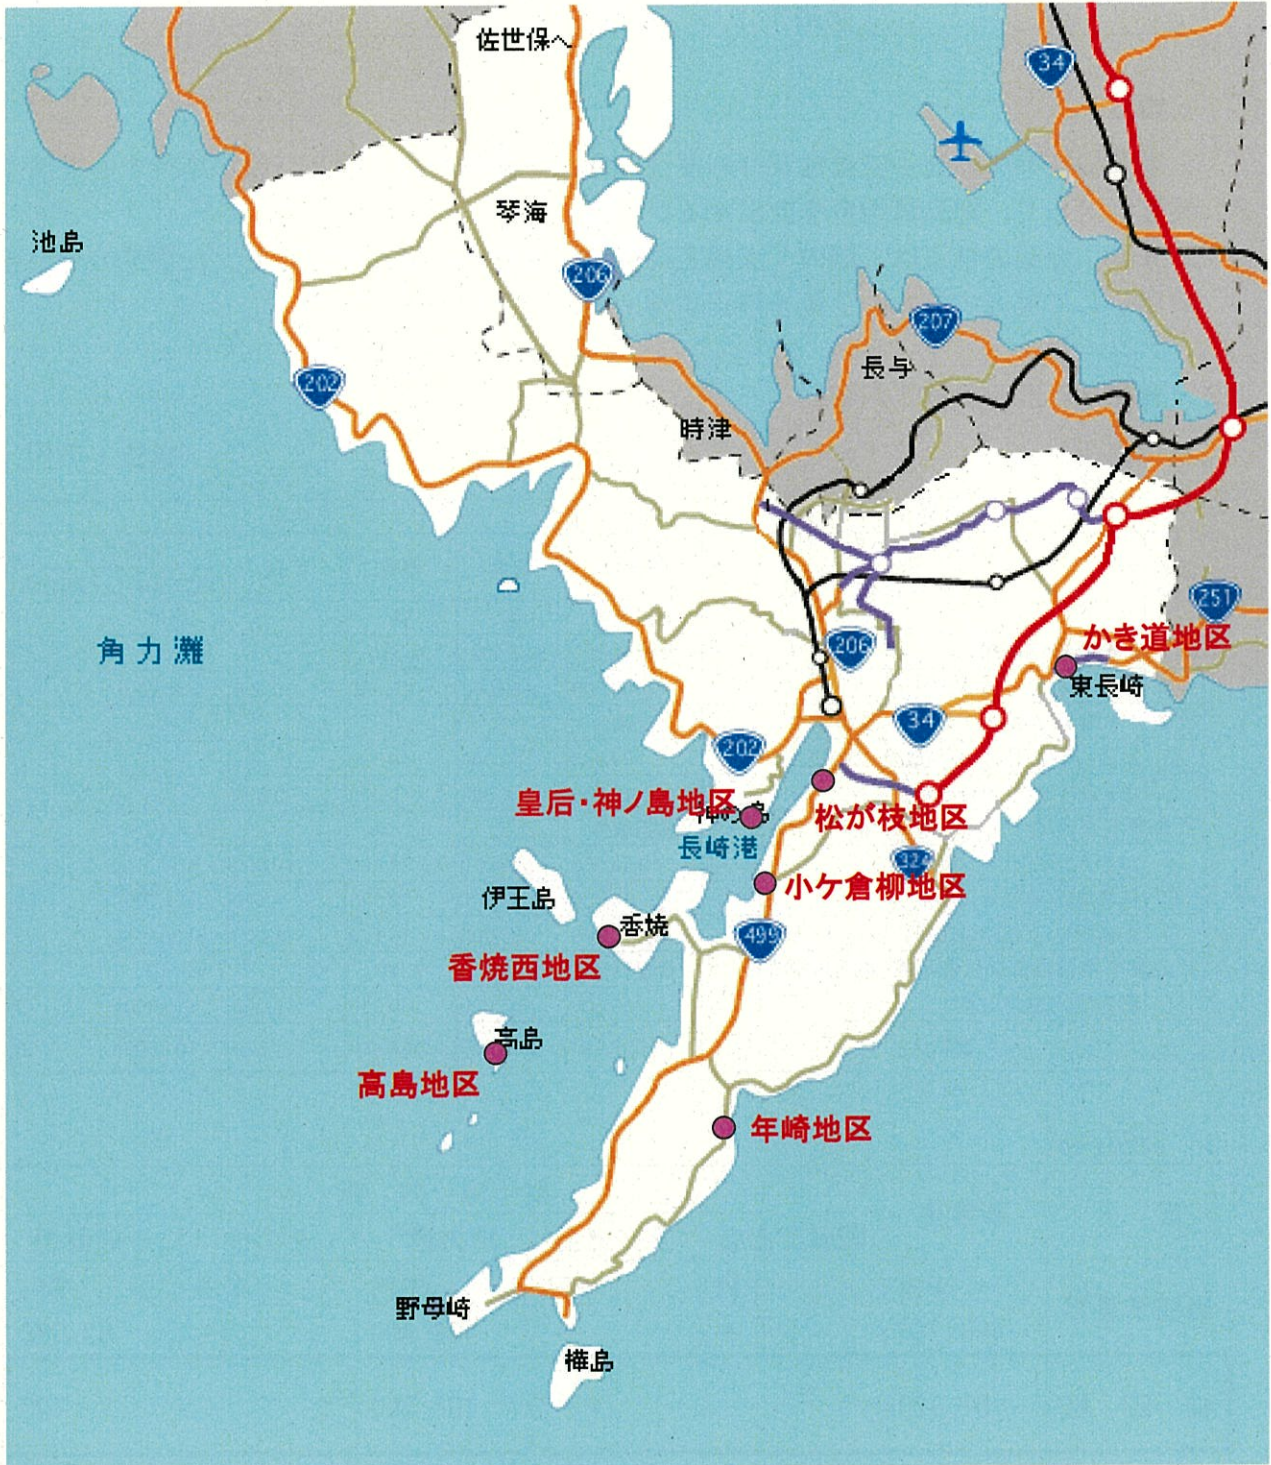 佐世保へ
34
琴海
池島
206
207
長与
202
時津
251
角力灘
かき道地区
206
東長崎
34
202
皇后・神ノ島地区
松が枝地区
長崎港
324
小ケ倉柳地区
伊王島
香焼
499
香焼西地区
高島
高島地区
年崎地区
野母崎
樺島